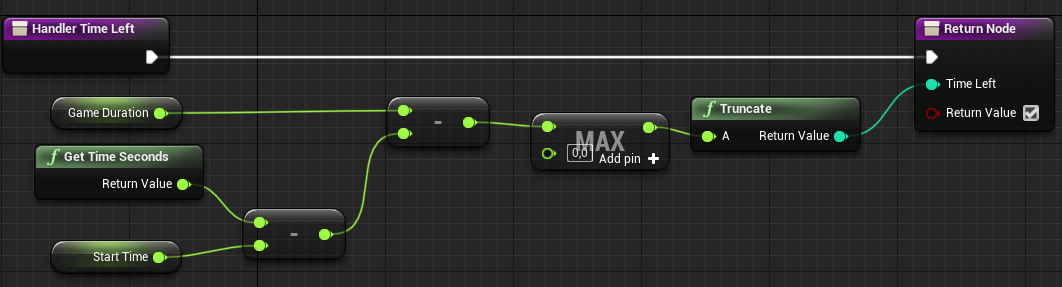 Handler Time Left
Return Node
Time Left
Return Value
Game Duration
-
MAX
0,0
Add pin
f Truncate
A
Return Value
f Get Time Seconds
Return Value
-
Start Time